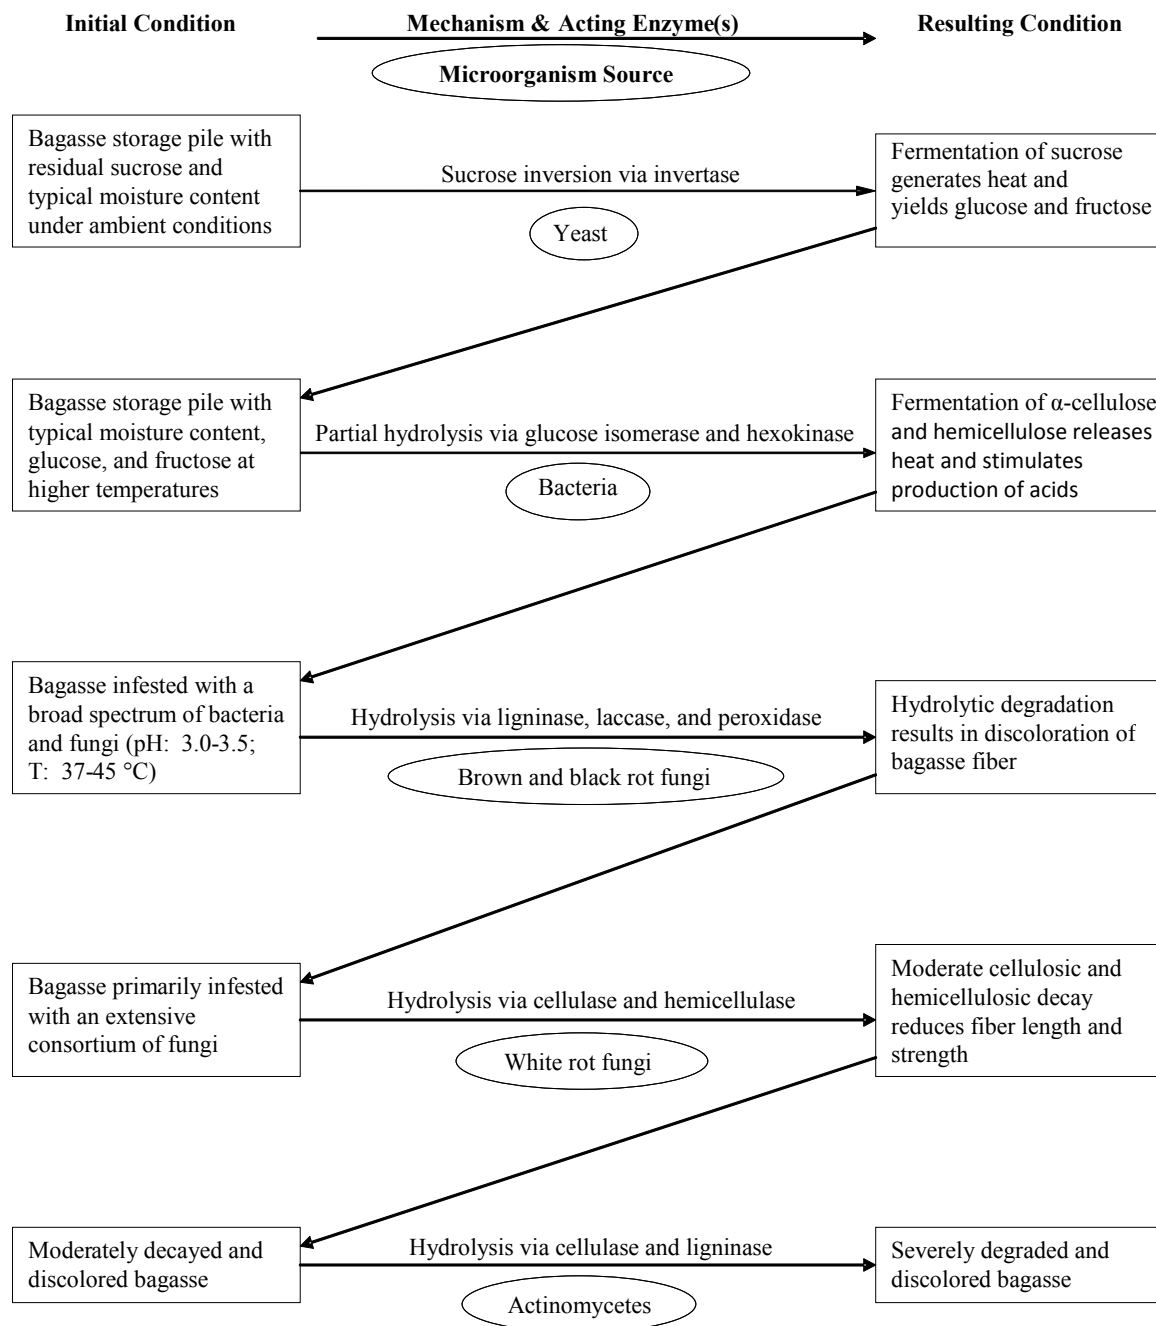 Initial Condition
Mechanism & Acting Enzyme(s)
Resulting Condition
Microorganism Source
Bagasse storage pile with
residual sucrose and
typical moisture content
under ambient conditions
Sucrose inversion via invertase
Yeast
Fermentation of sucrose
generates heat and
yields glucose and fructose
Bagasse storage pile with
typical moisture content,
glucose, and fructose at
higher temperatures
Partial hydrolysis via glucose isomerase and hexokinase
Bacteria
Fermentation of α-cellulose
and hemicellulose releases
heat and stimulates
production of acids
Bagasse infested with a
broad spectrum of bacteria
and fungi (pH: 3.0-3.5;
T: 37-45 °C)
Hydrolysis via ligninase, laccase, and peroxidase
Brown and black rot fungi
Hydrolytic degradation
results in discoloration of
bagasse fiber
Bagasse primarily infested
with an extensive
consortium of fungi
Hydrolysis via cellulase and hemicellulase
White rot fungi
Moderate cellulosic and
hemicellulosic decay
reduces fiber length and
strength
Moderately decayed and
discolored bagasse
Hydrolysis via cellulase and ligninase
Actinomycetes
Severely degraded and
discolored bagasse